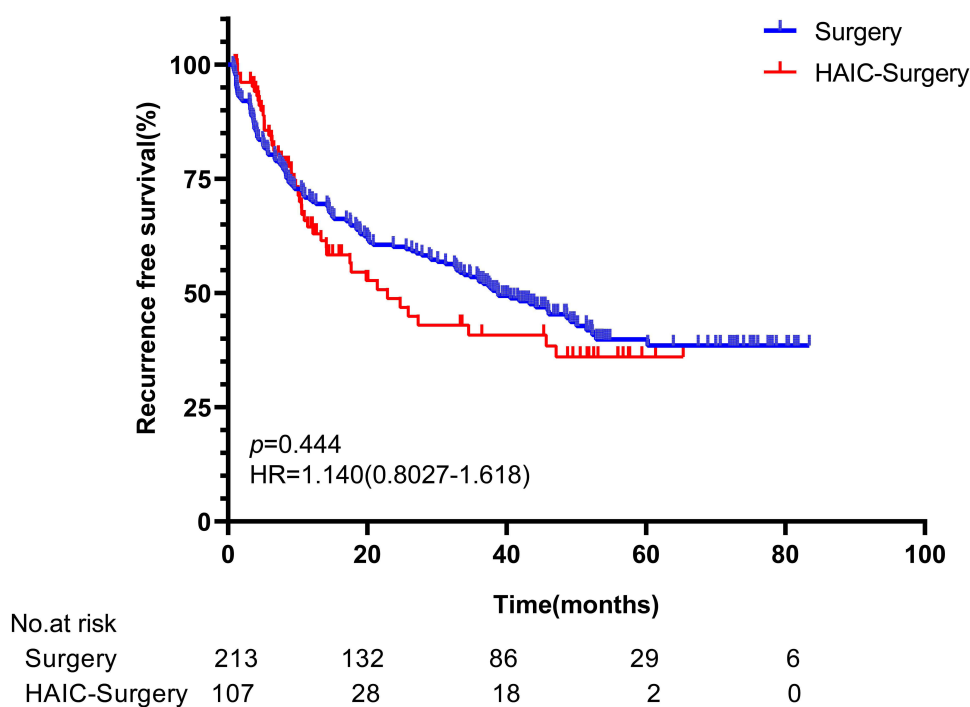 Surgery
HAIC-Surgery
Recurrence free survival(%)
100
75
50
25
0
p=0.444
HR=1.140(0.8027-1.618)
0 20 40 60 80 100
Time(months)
No.at risk
Surgery 213 132 86 29 6
HAIC-Surgery 107 28 18 2 0